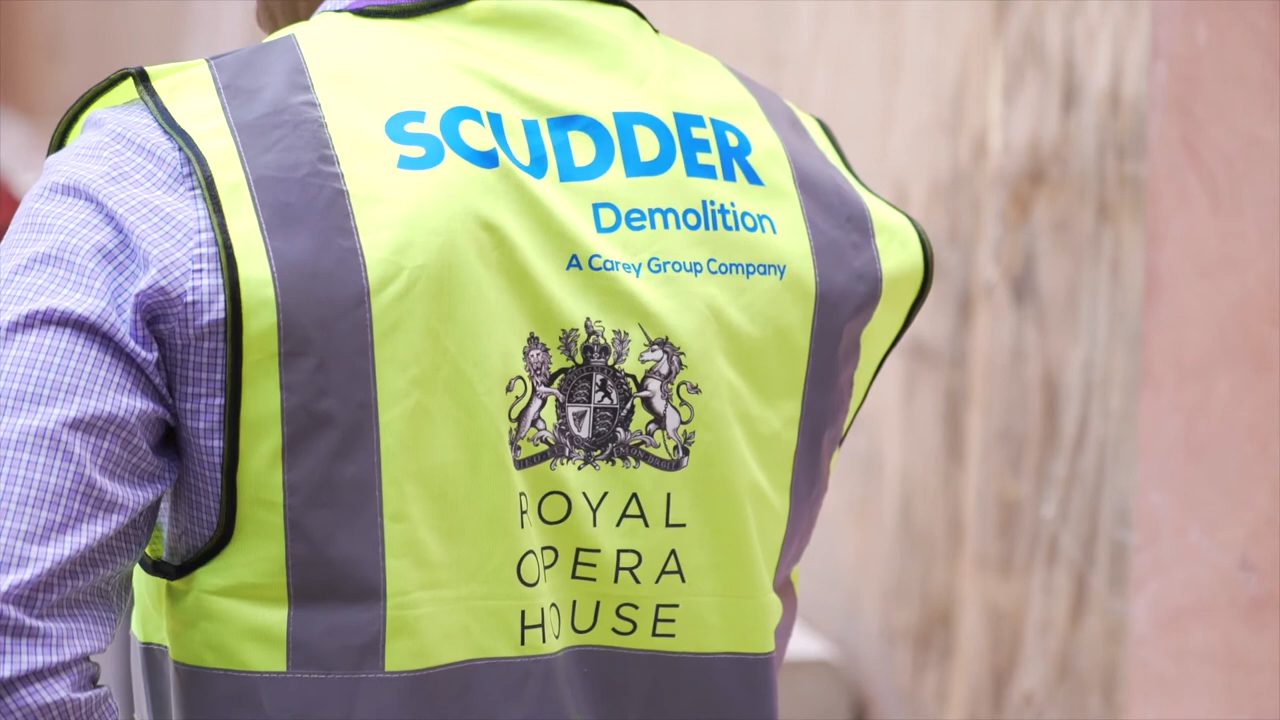 SCUDDER
Demolition
A Carey Group Company
ROYAL
OPERA
HOUSE